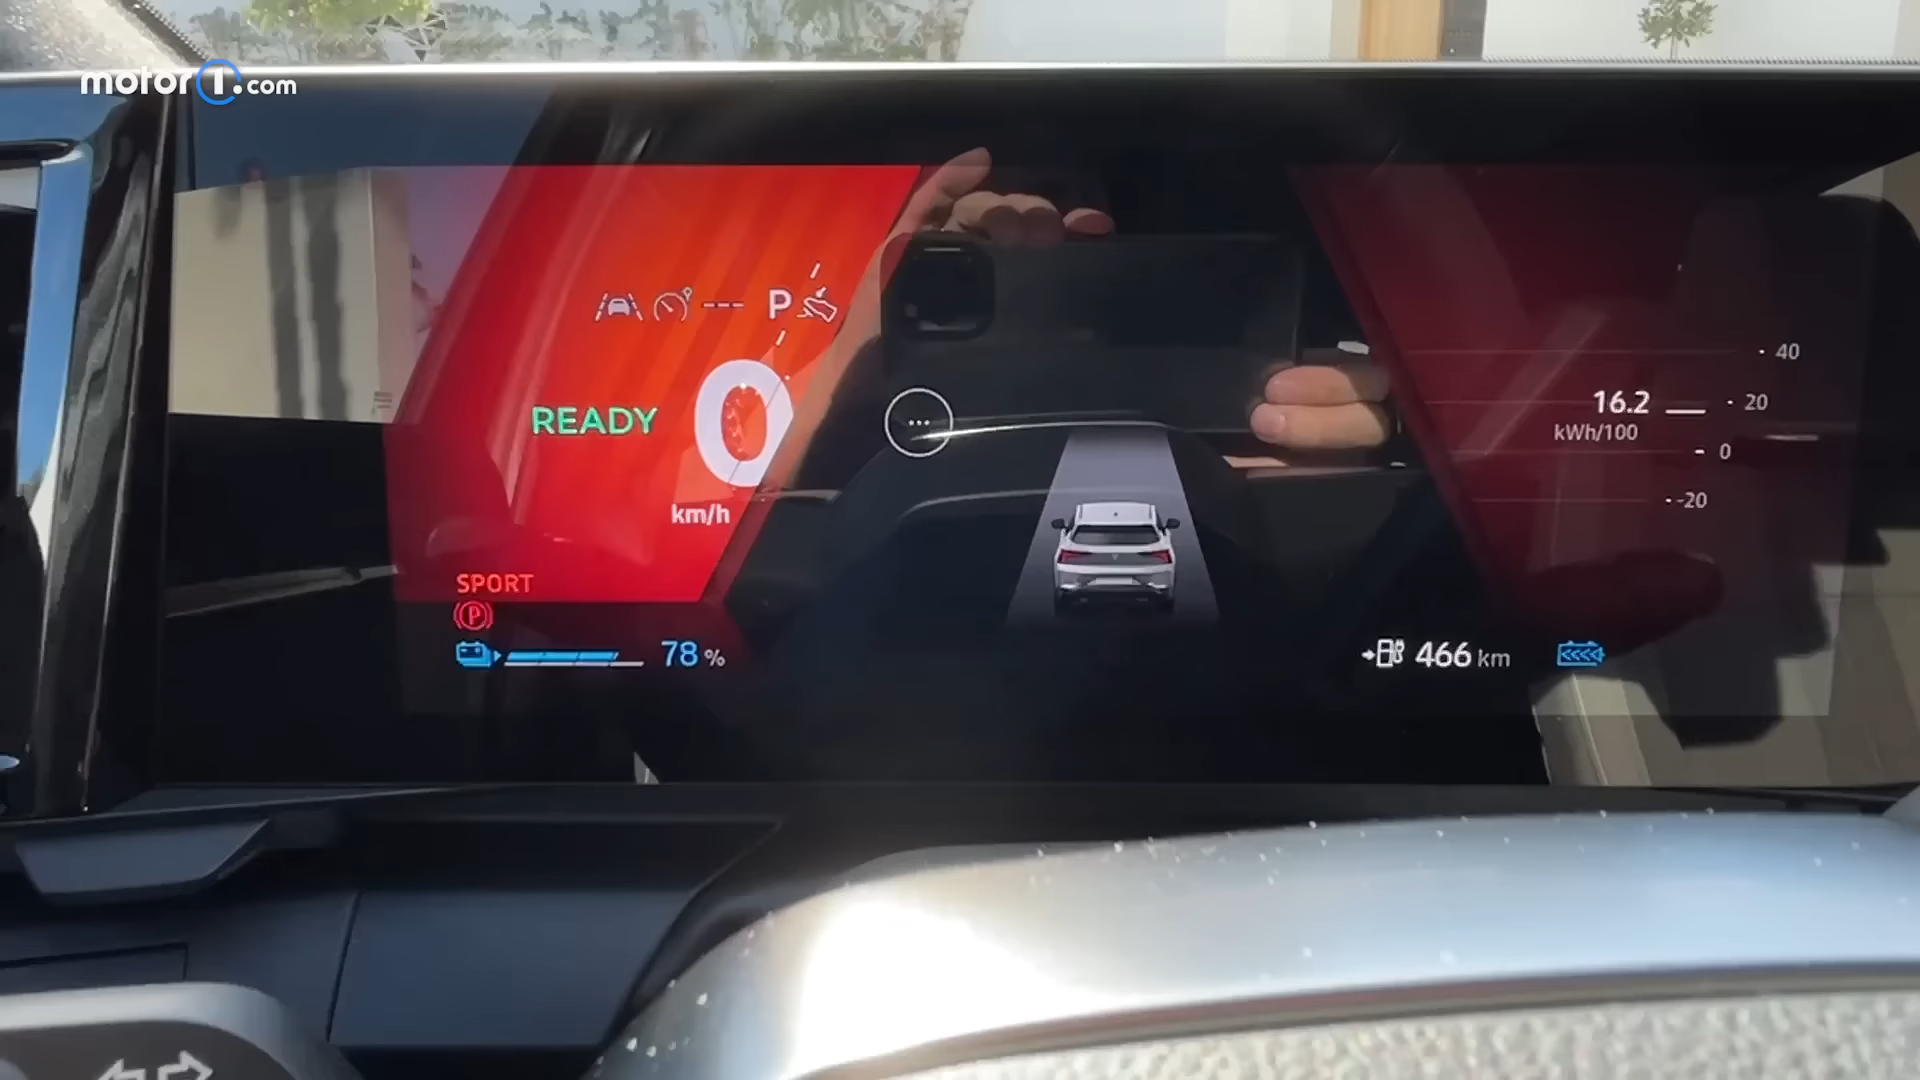 motor1.com
--- P
READY 0
km/h
SPORT
P
78 %
40
16.2 20
kWh/100
0
-20
466 km